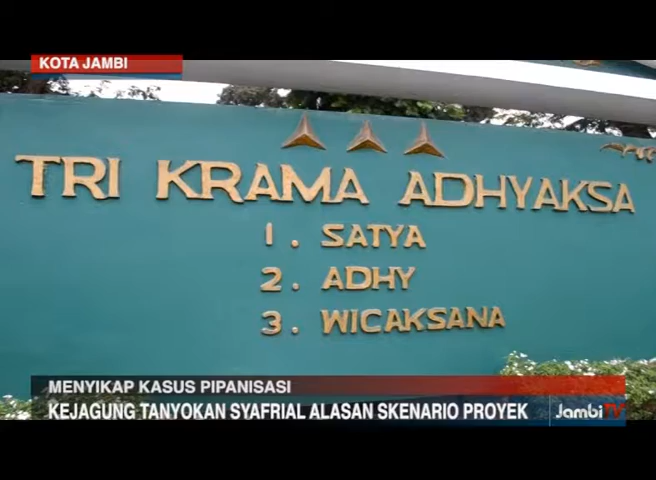 KOTA JAMBI
TRI KRAMA ADHYAKSA
1. SATYA
2. ADHY
3. WICAKSANA
MENYIKAP KASUS PIPANISASI
KEJAGUNG TANYOKAN SYAFRIAL ALASAN SKENARIO PROYEK
JambiTV